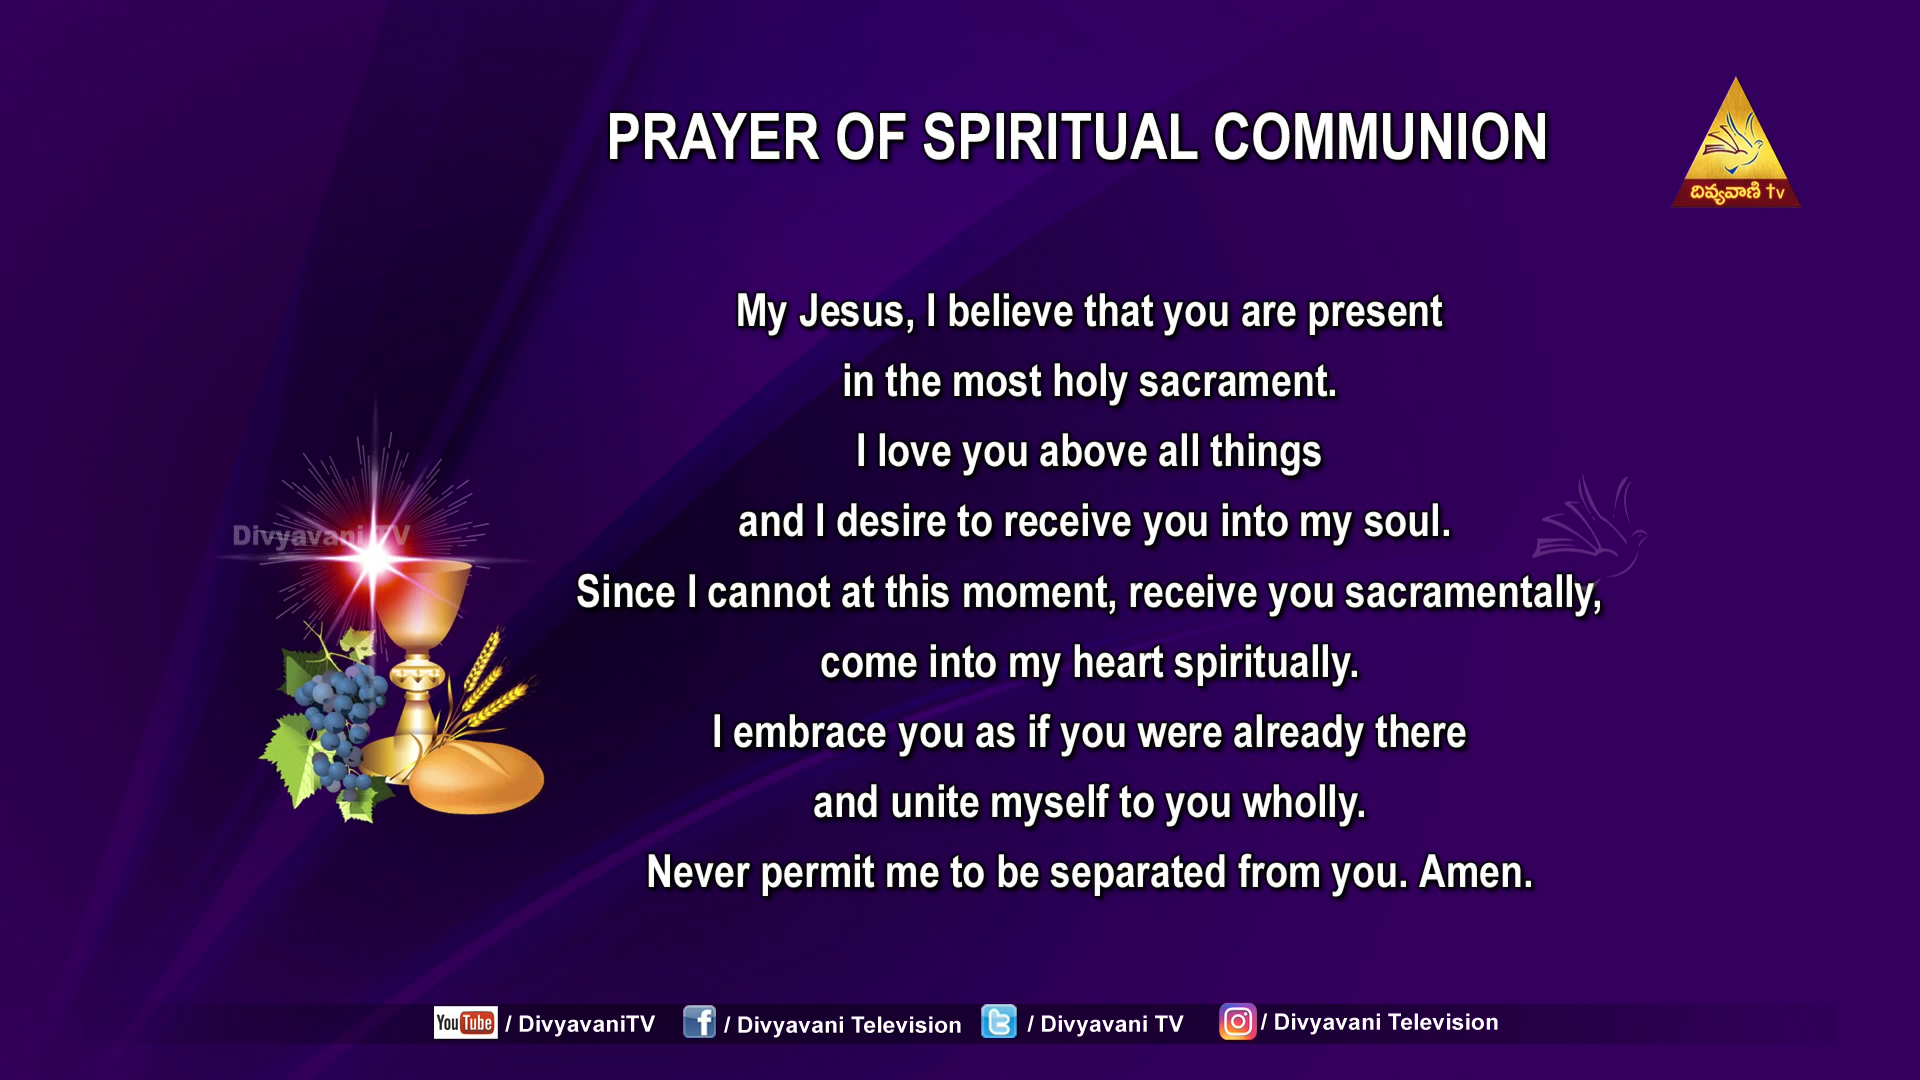 PRAYER OF SPIRITUAL COMMUNION
దివ్యవాణి tv
My Jesus, I believe that you are present
in the most holy sacrament.
I love you above all things
and I desire to receive you into my soul.
Since I cannot at this moment, receive you sacramentally,
come into my heart spiritually.
I embrace you as if you were already there
and unite myself to you wholly.
Never permit me to be separated from you. Amen.
Divyavani TV
YouTube / DivyavaniTV f / Divyavani Television t / Divyavani TV / Divyavani Television